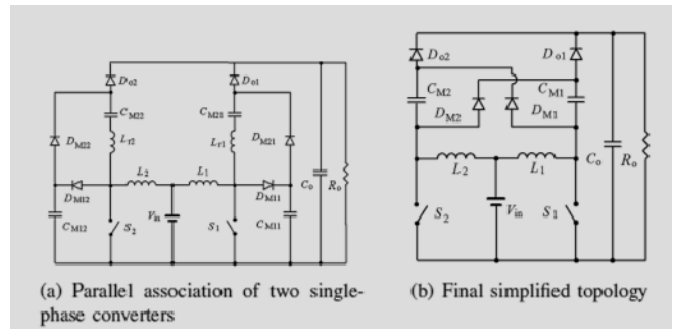 Do2
Do1
CM22
CM23
DM22
Lr2
Lr1
DM21
L2
L1
DM12
DM11
Co
Ro
CM12
S2
Vin
S1
CM11
(a) Parallel association of two single-
phase converters
Do2
Do1
CM2
CM1
DM2
DM1
Co
Ro
L2
L1
S2
Vin
S1
(b) Final simplified topology